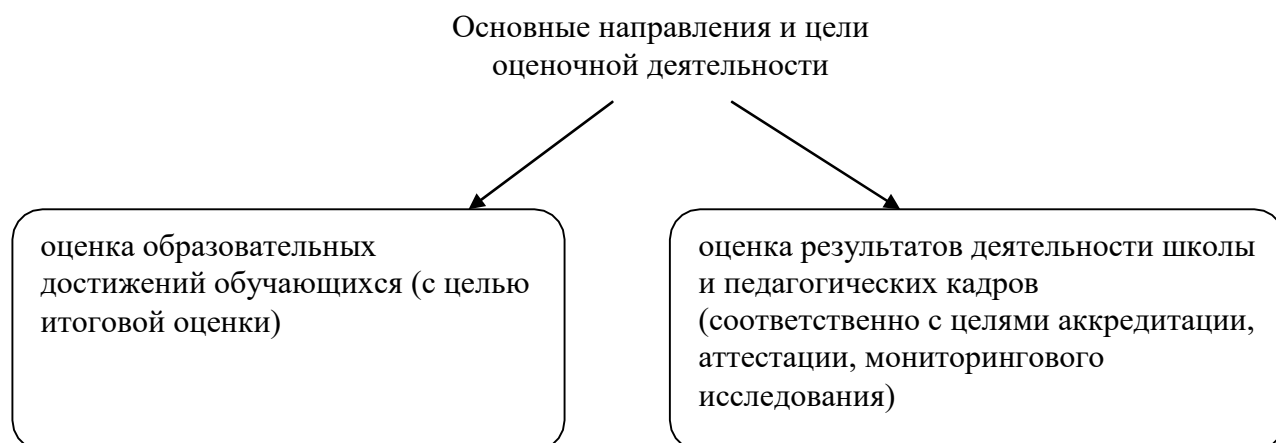 Основные направления и цели
оценочной деятельности
оценка образовательных
достижений обучающихся (с целью
итоговой оценки)
оценка результатов деятельности школы
и педагогических кадров
(соответственно с целями аккредитации,
аттестации, мониторингового
исследования)